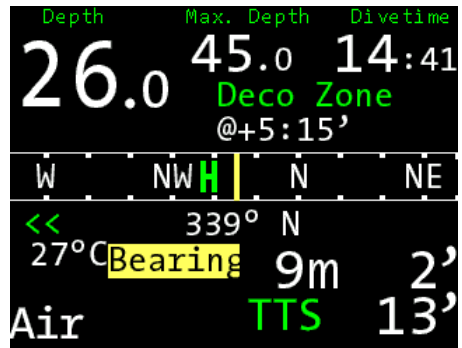 Depth Max. Depth Divetime
26.0 45.0 14:41
Deco Zone
@+5:15’
W NW H N NE
<< 339° N
27°C Bearing 9m 2’
Air TTS 13’